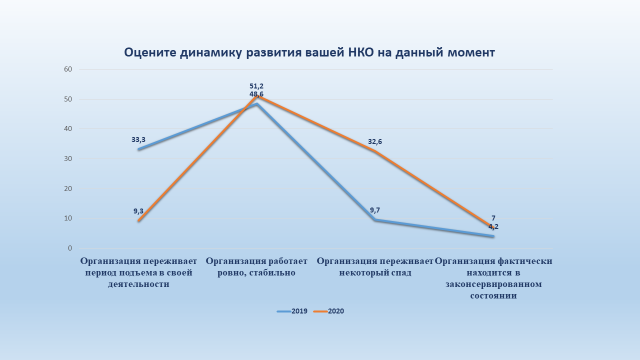 Оцените динамику развития вашей НКО на данный момент
60
50
40
30
20
10
0
33,3
9,3
51,2
48,6
32,6
9,7
7
4,2
Организация переживает
период подъема в своей
деятельности
Организация работает
ровно, стабильно
Организация переживает
некоторый спад
Организация фактически
находится в
законсервированном
состоянии
2019
2020